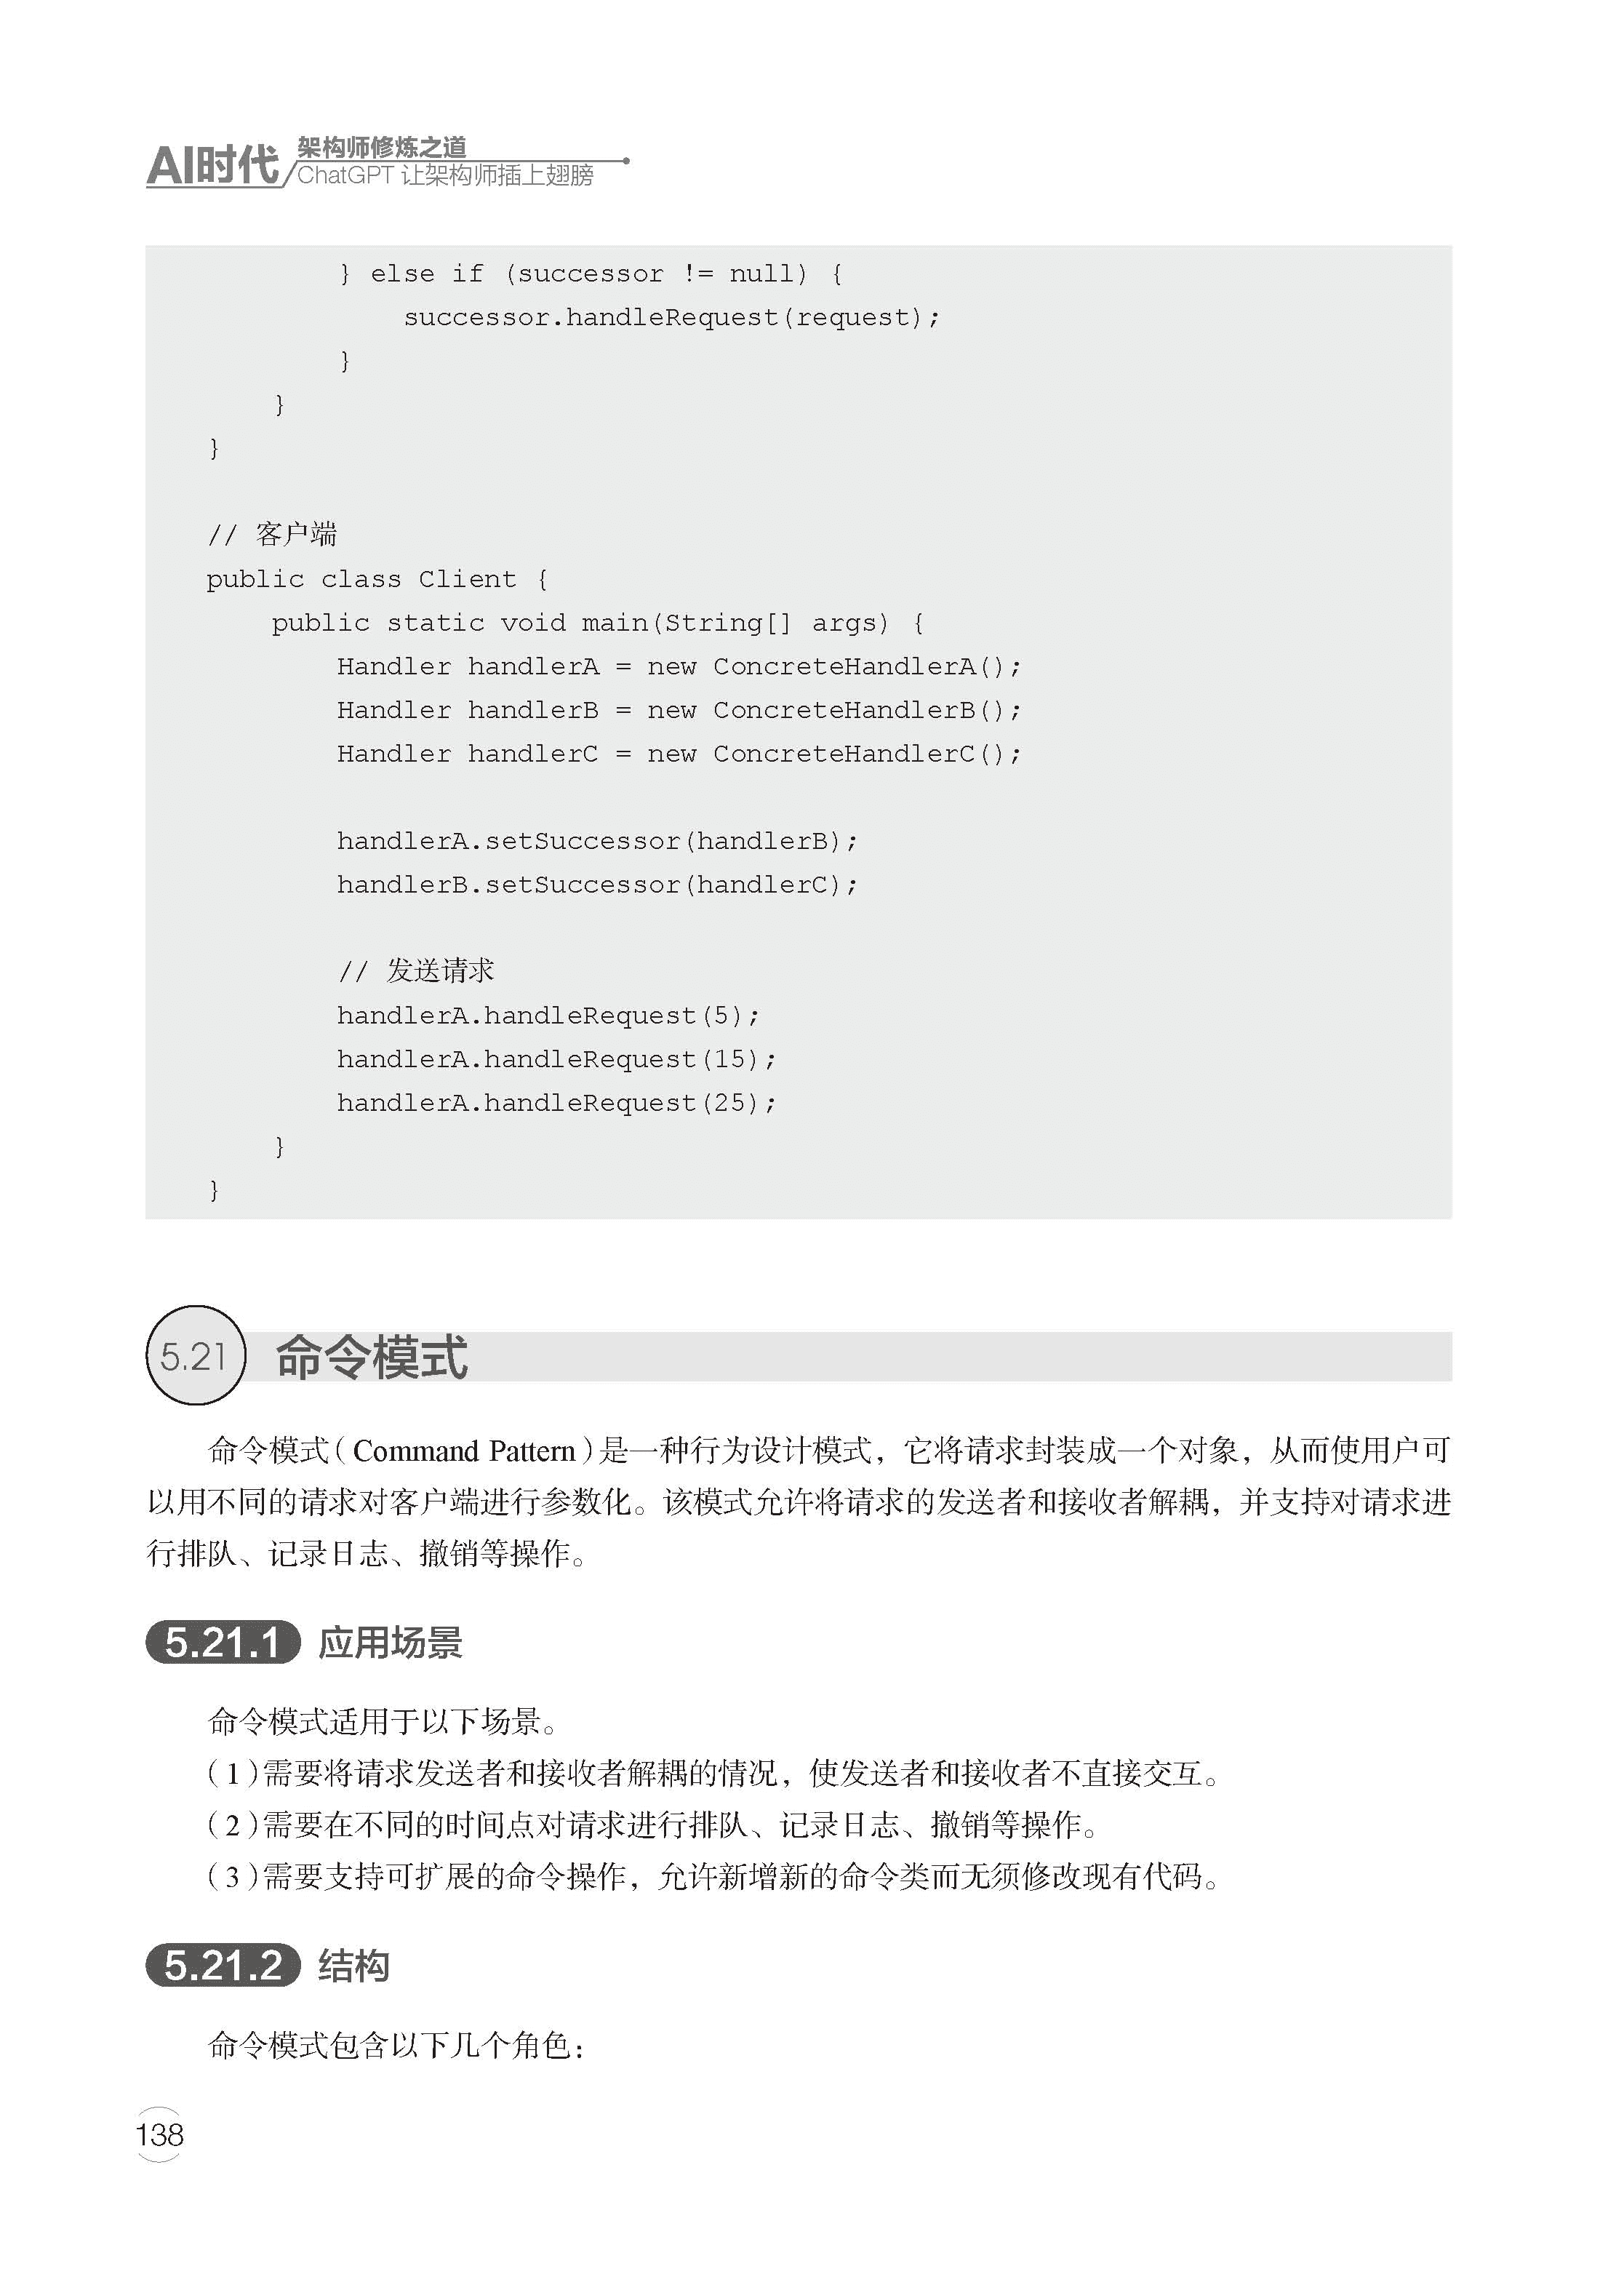 AI时代 架构师修炼之道
ChatGPT 让架构师插上翅膀
} else if (successor != null) {
successor.handleRequest(request);
}
}
}
// 客户端
public class Client {
public static void main(String[] args) {
Handler handlerA = new ConcreteHandlerA();
Handler handlerB = new ConcreteHandlerB();
Handler handlerC = new ConcreteHandlerC();
handlerA.setSuccessor(handlerB);
handlerB.setSuccessor(handlerC);
// 发送请求
handlerA.handleRequest(5);
handlerA.handleRequest(15);
handlerA.handleRequest(25);
}
}
5.21 命令模式
命令模式（Command Pattern）是一种行为设计模式，它将请求封装成一个对象，从而使用户可
以用不同的请求对客户端进行参数化。该模式允许将请求的发送者和接收者解耦，并支持对请求进
行排队、记录日志、撤销等操作。
5.21.1 应用场景
命令模式适用于以下场景。
（1）需要将请求发送者和接收者解耦的情况，使发送者和接收者不直接交互。
（2）需要在不同的时间点对请求进行排队、记录日志、撤销等操作。
（3）需要支持可扩展的命令操作，允许新增新的命令类而无须修改现有代码。
5.21.2 结构
命令模式包含以下几个角色：
138